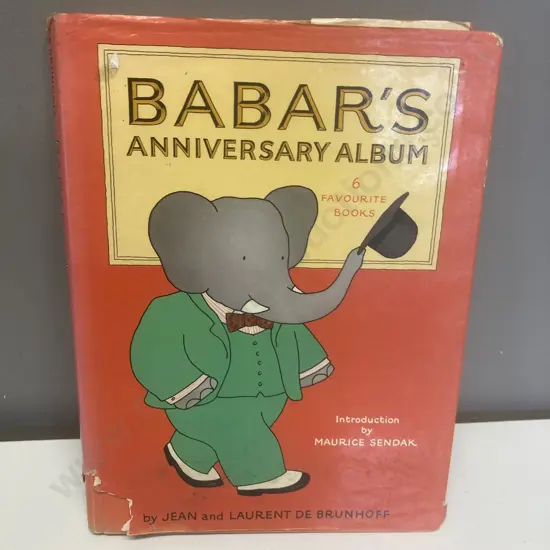 BABAR'S
ANNIVERSARY ALBUM
6
FAVOURITE
BOOKS
Introduction
by
MAURICE SENDAK
by JEAN and LAURENT DE BRUNHOFF